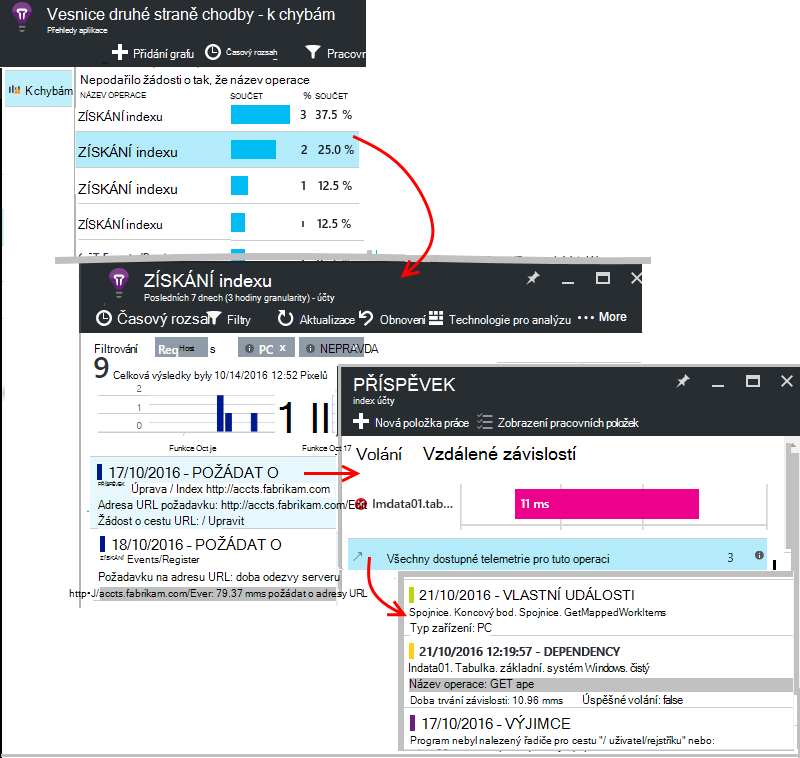 Vesnice druhé straně chodby - k chybám
Přehledy aplikace
Přidání grafu
Časový rozsah
Pracovr
K chybám
Nepodařilo žádosti o tak, že název operace
NÁZEV OPERACE SOUČET % SOUČET
ZÍSKÁNÍ indexu 3 37.5 %
ZÍSKÁNÍ indexu 2 25.0 %
ZÍSKÁNÍ indexu 1 12.5 %
ZÍSKÁNÍ indexu ı 12.5 %
ZÍSKÁNÍ indexu
Posledních 7 dnech (3 hodiny granularity) - účty
Časový rozsař Filtry Aktualizace Obnovení Technologie pro analýzu ••• More
Filtrování Req Host s PC x NEPRAVDA
9 Celková výsledky byly 10/14/2016 12:52 Pixelů
2
1
0
1 11
Funkce Oct je Funkce Oct 17
17/10/2016 - POŽÁDAT O
PŘÍSPĚVEK Úprava / Index http://accts.fabrikam.com
Adresa URL požadavku: http://accts.fabrikam.com/Edit
Žádost o cestu URL: / Upravit
18/10/2016 - POŽÁDAT O
ZÍSKÁNÍ Events/Register
Požadavku na adresu URL: doba odezvy serveru
http•J/accts.fabrikam.com/Ever: 79.37 mms požádat o adresy URL
PŘÍSPĚVEK
index účty
Nová položka práce Zobrazení pracovních položek
Volání Vzdálené závislostí
lmdata01.tab... 11 ms
Všechny dostupné telemetrie pro tuto operaci 3
21/10/2016 - VLASTNÍ UDÁLOSTI
Spojnice. Koncový bod. Spojnice. GetMappedWorkItems
Typ zařízení: PC
21/10/2016 12:19:57 - DEPENDENCY
Indata01. Tabulka. základní. systém Windows. čistý
Název operace: GET ape
Doba trvání závislosti: 10.96 mms Úspěšné volání: false
17/10/2016 - VÝJIMCE
Program nebyl nalezený řadiče pro cestu "/ uživatel/rejstříku" nebo: